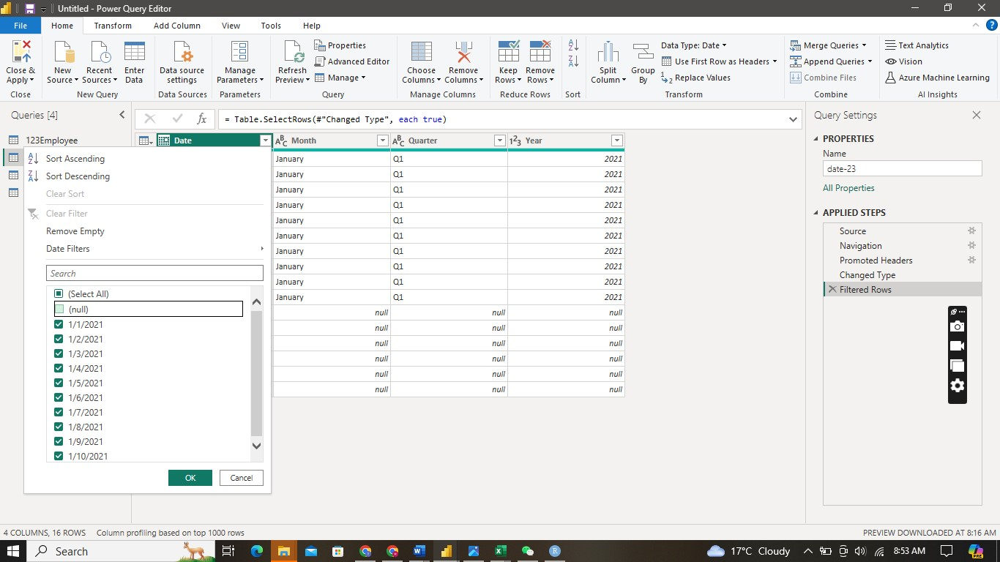 Untitled - Power Query Editor
File Home Transform Add Column View Tools Help
Close & Apply
New Source
Recent Sources
Enter Data
Data source settings
Manage Parameters
Refresh Preview
Properties
Advanced Editor
Manage
Choose Columns
Remove Columns
Keep Rows
Remove Rows
Split Column
Group By
Data Type: Date
Use First Row as Headers
Replace Values
Merge Queries
Append Queries
Combine Files
Text Analytics
Vision
Azure Machine Learning
Close New Query Data Sources Parameters Query Manage Columns Reduce Rows Sort Transform Combine AI Insights
Queries [4]
123Employee
= Table.SelectRows(#"Changed Type", each true)
Date Month Quarter Year
January Q1 2021
January Q1 2021
January Q1 2021
January Q1 2021
January Q1 2021
January Q1 2021
January Q1 2021
January Q1 2021
January Q1 2021
January Q1 2021
null null null
null null null
null null null
null null null
null null null
null null null
Sort Ascending
Sort Descending
Clear Sort
Clear Filter
Remove Empty
Date Filters
Search
(Select All)
(null)
1/1/2021
1/2/2021
1/3/2021
1/4/2021
1/5/2021
1/6/2021
1/7/2021
1/8/2021
1/9/2021
1/10/2021
OK Cancel
Query Settings
PROPERTIES
Name
date-23
All Properties
APPLIED STEPS
Source
Navigation
Promoted Headers
Changed Type
Filtered Rows
4 COLUMNS, 16 ROWS Column profiling based on top 1000 rows
PREVIEW DOWNLOADED AT 8:16 AM
Search
17°C Cloudy
8:53 AM